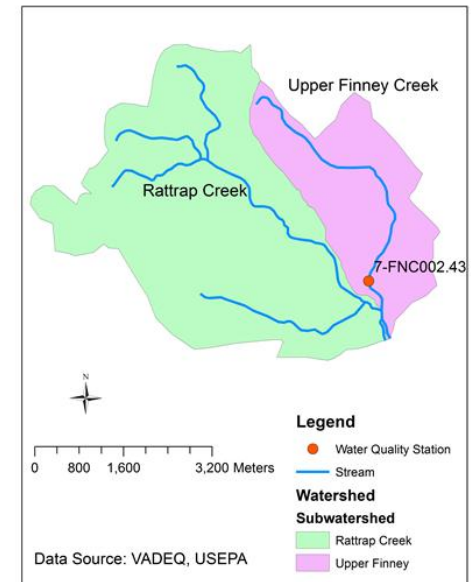 Upper Finney Creek
Rattrap Creek
7-FNC002.43
N
Legend
Water Quality Station
Stream
Watershed
Subwatershed
Rattrap Creek
Upper Finney
0 800 1,600 3,200 Meters
Data Source: VADEQ, USEPA